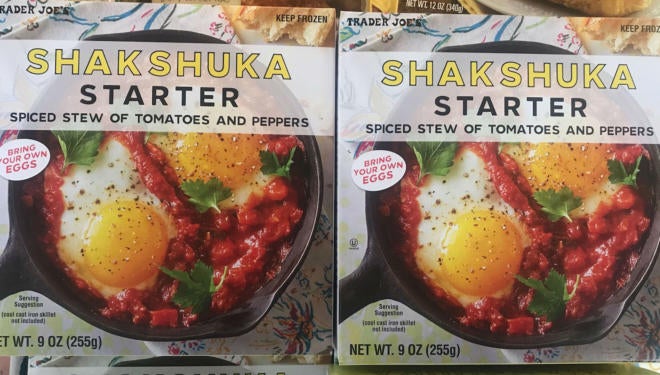 NET WT. 12 OZ (340g)
TRADER JOE'S
KEEP FROZEN
SHAKSHUKA
STARTER
SPICED STEW OF TOMATOES AND PEPPERS
BRING
YOUR OWN
EGGS
Serving
Suggestion
(cool cast iron skillet
not included)
ET WT. 9 OZ (255g)
TRADER JOE'S
KEEP FROZ
SHAKSHUKA
STARTER
SPICED STEW OF TOMATOES AND PEPPERS
BRING
YOUR OWN
EGGS
Serving
Suggestion
(cool cast iron skillet
not included)
NET WT. 9 OZ (255g)